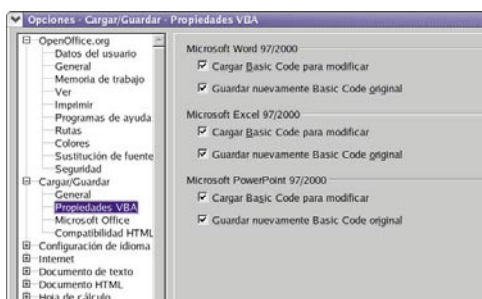 Opciones - Cargar/Guardar - Propiedades VBA
OpenOffice.org
Datos del usuario
General
Memoria de trabajo
Ver
Imprimir
Programas de ayuda
Rutas
Colores
Sustitución de fuente
Seguridad
Cargar/Guardar
General
Propiedades VBA
Microsoft Office
Compatibilidad HTML
Configuración de idioma
Internet
Documento de texto
Documento HTML
Hoja de cálculo
Microsoft Word 97/2000
Cargar Basic Code para modificar
Guardar nuevamente Basic Code original
Microsoft Excel 97/2000
Cargar Basic Code para modificar
Guardar nuevamente Basic Code original
Microsoft PowerPoint 97/2000
Cargar Basic Code para modificar
Guardar nuevamente Basic Code original